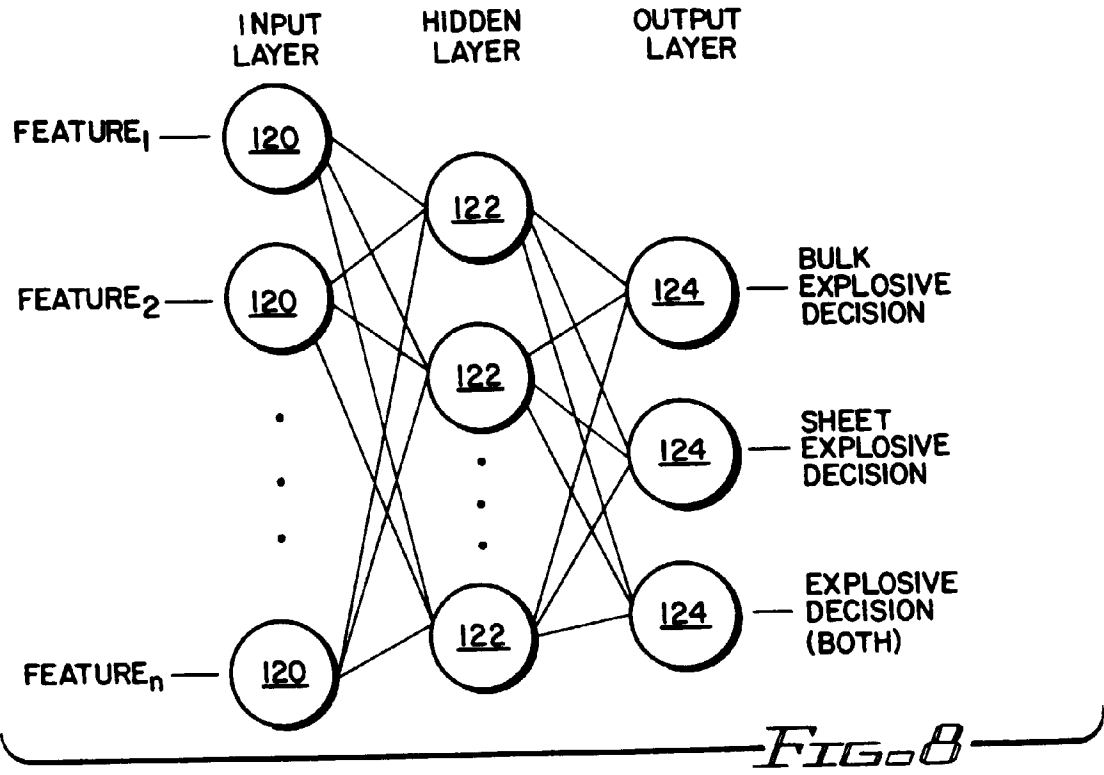 INPUT
LAYER
HIDDEN
LAYER
OUTPUT
LAYER
FEATURE₁
120
122
FEATURE₂
120
122
124
BULK
EXPLOSIVE
DECISION
124
SHEET
EXPLOSIVE
DECISION
FEATUREₙ
120
122
124
EXPLOSIVE
DECISION
(BOTH)
FIG. 8